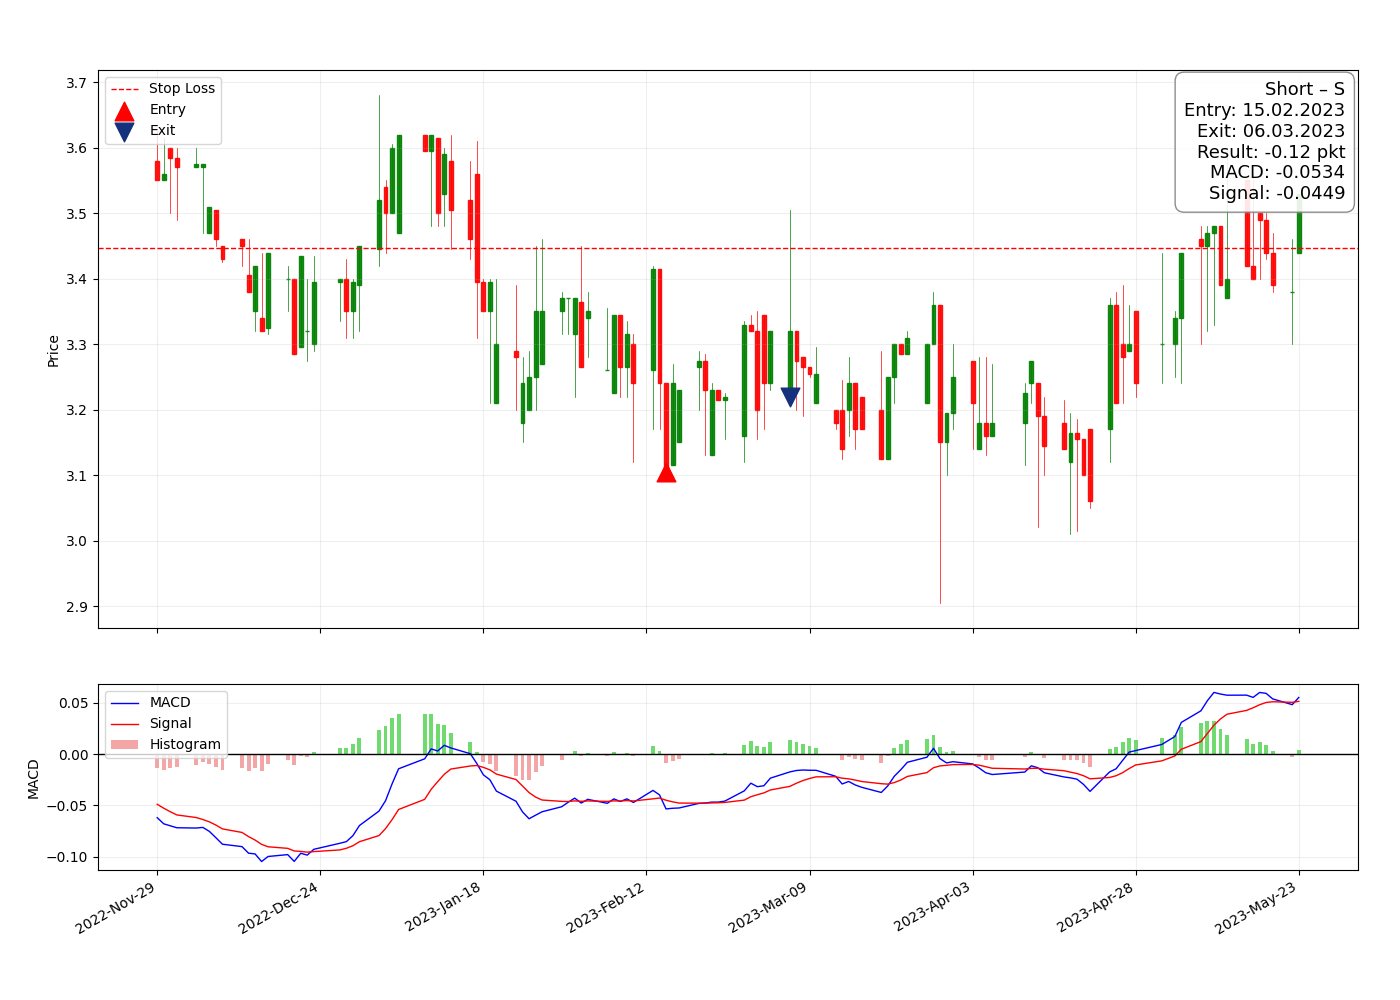 3.7
3.6
3.5
3.4
3.3
3.2
3.1
3.0
2.9
Price
Stop Loss
Entry
Exit
Short – S
Entry: 15.02.2023
Exit: 06.03.2023
Result: -0.12 pkt
MACD: -0.0534
Signal: -0.0449
0.05
0.00
−0.05
−0.10
MACD
MACD
Signal
Histogram
2022-Nov-29
2022-Dec-24
2023-Jan-18
2023-Feb-12
2023-Mar-09
2023-Apr-03
2023-Apr-28
2023-May-23